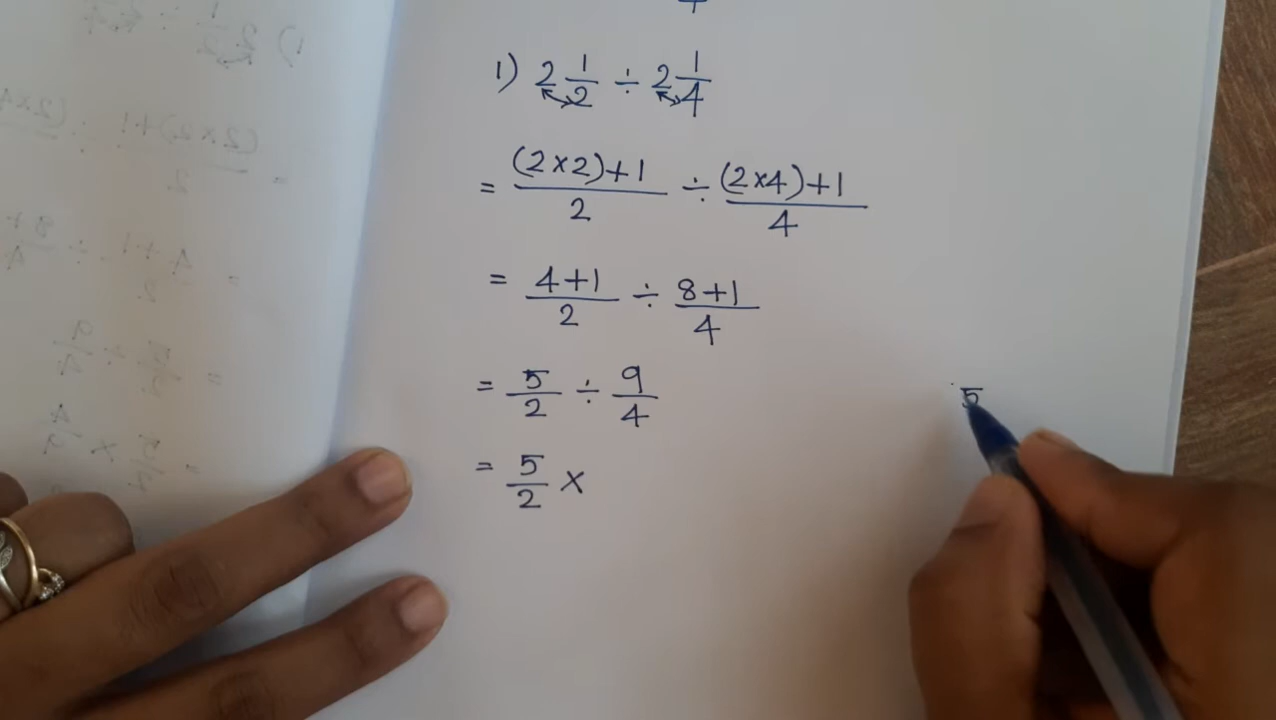 1) 2 1/2 ÷ 2 1/4
= (2×2)+1/2 ÷ (2×4)+1/4
= 4+1/2 ÷ 8+1/4
= 5/2 ÷ 9/4
5
= 5/2 ×